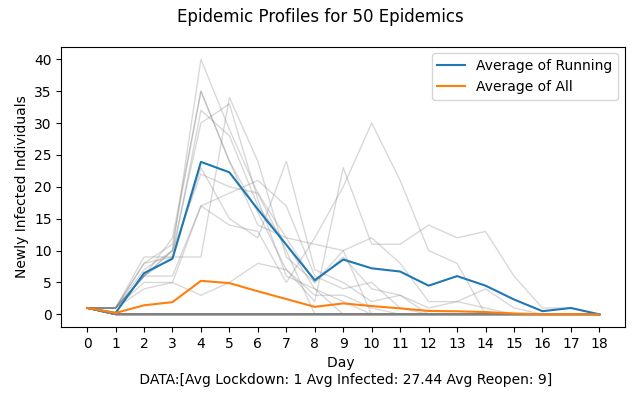 Epidemic Profiles for 50 Epidemics
Newly Infected Individuals
40
35
30
25
20
15
10
5
0
Average of Running
Average of All
0 1 2 3 4 5 6 7 8 9 10 11 12 13 14 15 16 17 18
Day
DATA:[Avg Lockdown: 1 Avg Infected: 27.44 Avg Reopen: 9]